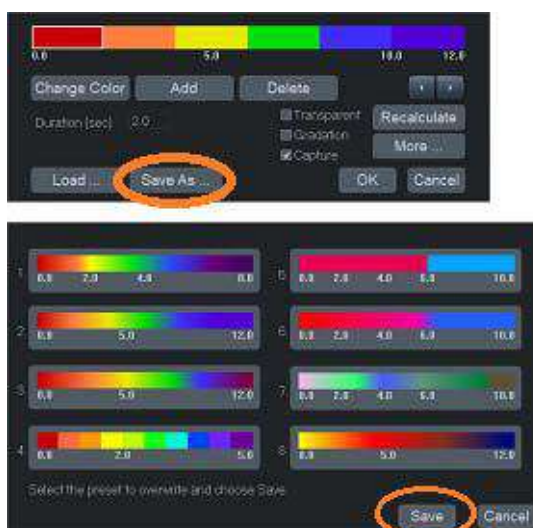 0.0 5.0 10.0 12.0
Change Color Add Delete
Duration (sec) 2.0
Transparent
Recalculate
Gradation
More ...
Capture
Load ... Save As ... OK Cancel
1 0.0 2.0 4.0 8.0
5 0.0 2.0 4.0 6.0 10.0
2 0.0 5.0 12.0
6 0.0 2.0 4.0 6.0 10.0
3 0.0 5.0 12.0
7 0.0 2.0 4.0 6.0 10.0
4 0.0 2.0 5.0
8 0.0 5.0 12.0
Select the preset to overwrite and choose Save.
Save Cancel